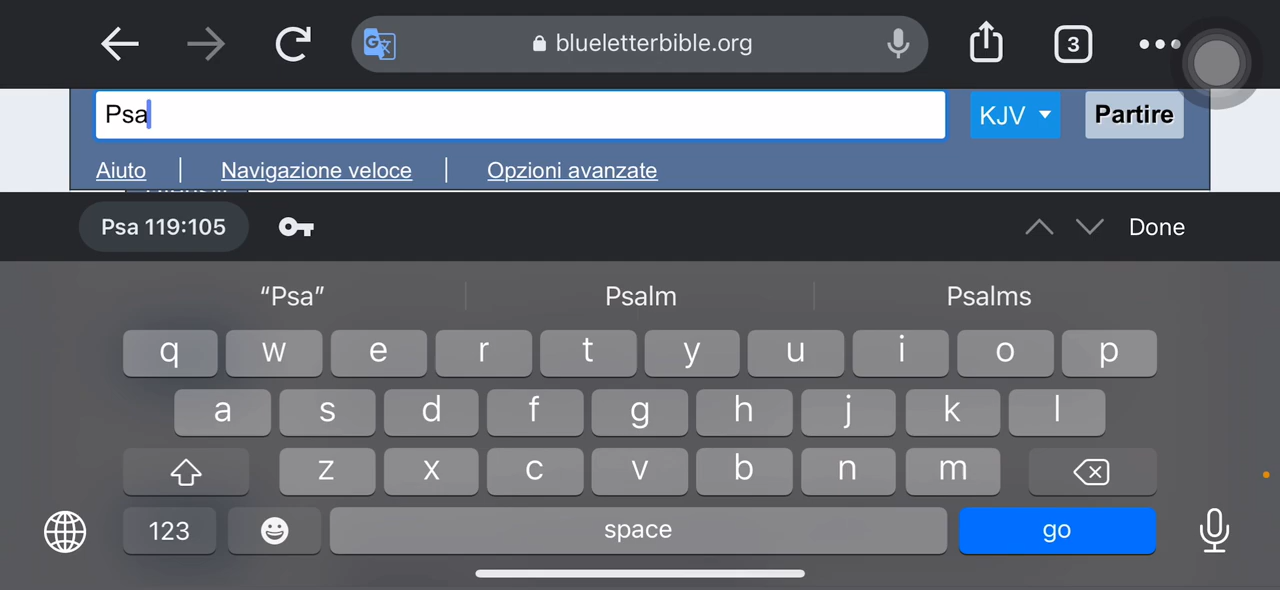 blueletterbible.org
3
Psa
KJV
Partire
Aiuto | Navigazione veloce | Opzioni avanzate
Psa 119:105
Done
“Psa” Psalm Psalms
q w e r t y u i o p
a s d f g h j k l
z x c v b n m
123 space go